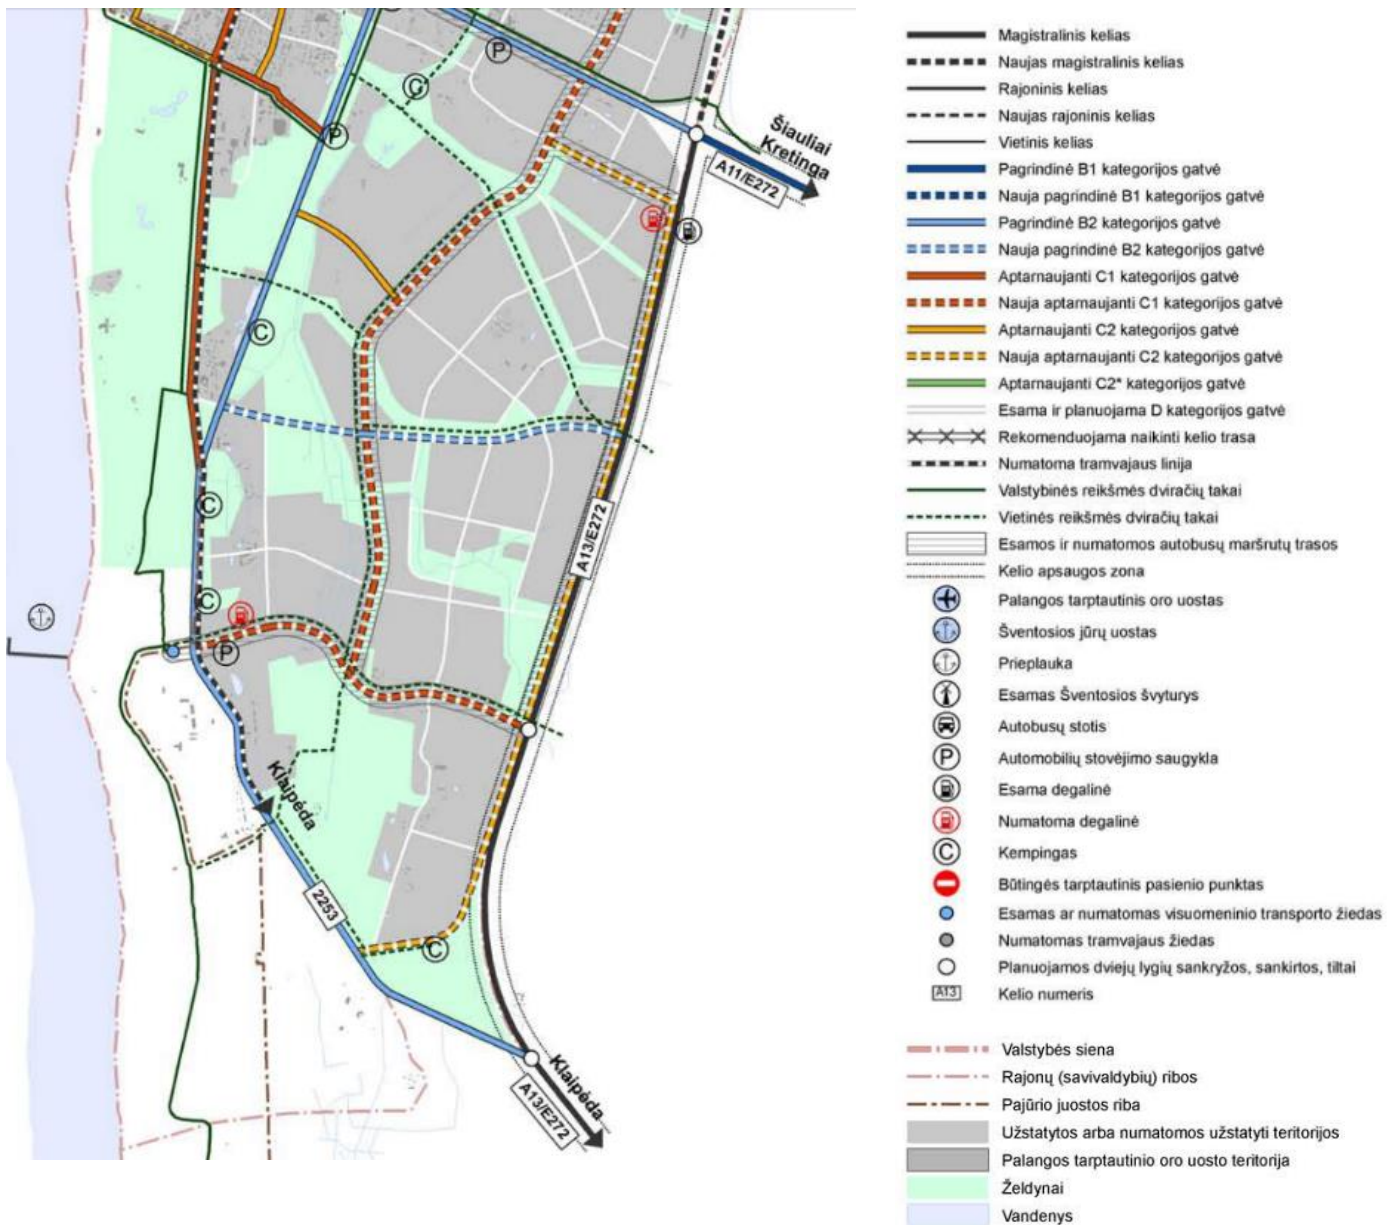 P
C
Šiauliai
Kretinga
A11/E272
P
C
C
A13/E272
C
P
Klaipėda
2253
C
Klaipėda
A13/E272
Magistralinis kelias
Naujas magistralinis kelias
Rajoninis kelias
Naujas rajoninis kelias
Vietinis kelias
Pagrindinė B1 kategorijos gatvė
Nauja pagrindinė B1 kategorijos gatvė
Pagrindinė B2 kategorijos gatvė
Nauja pagrindinė B2 kategorijos gatvė
Aptarnaujanti C1 kategorijos gatvė
Nauja aptarnaujanti C1 kategorijos gatvė
Aptarnaujanti C2 kategorijos gatvė
Nauja aptarnaujanti C2 kategorijos gatvė
Aptarnaujanti C2* kategorijos gatvė
Esama ir planuojama D kategorijos gatvė
Rekomenduojama naikinti kelio trasa
Numatoma tramvajaus linija
Valstybinės reikšmės dviračių takai
Vietinės reikšmės dviračių takai
Esamos ir numatomos autobusų maršrutų trasos
Kelio apsaugos zona
Palangos tarptautinis oro uostas
Šventosios jūrų uostas
Prieplauka
Esamas Šventosios švyturys
Autobusų stotis
P Automobilių stovėjimo saugykla
Esama degalinė
Numatoma degalinė
C Kempingas
Būtingės tarptautinis pasienio punktas
Esamas ar numatomas visuomeninio transporto žiedas
Numatomas tramvajaus žiedas
Planuojamos dviejų lygių sankryžos, sankirtos, tiltai
A13 Kelio numeris
Valstybės siena
Rajonų (savivaldybių) ribos
Pajūrio juostos riba
Užstatytos arba numatomos užstatyti teritorijos
Palangos tarptautinio oro uosto teritorija
Želdynai
Vandenys